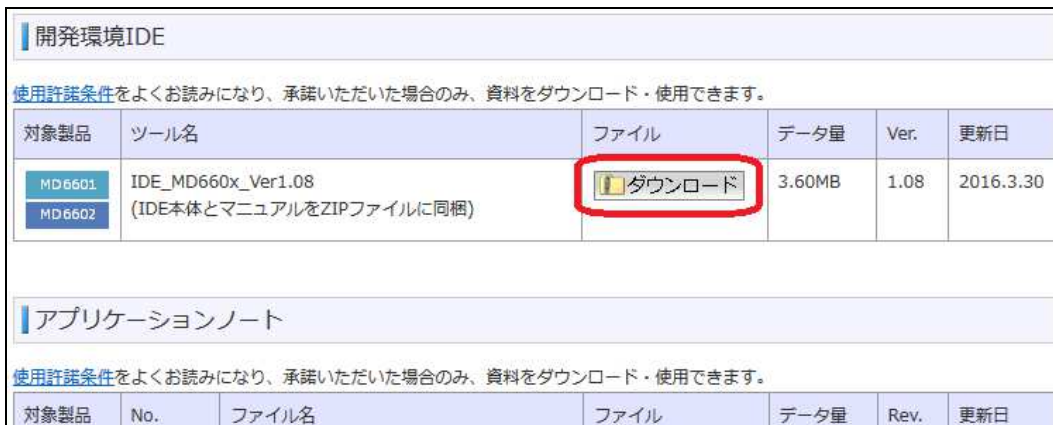 開発環境IDE
使用許諾条件をよくお読みになり、承諾いただいた場合のみ、資料をダウンロード・使用できます。
対象製品 ツール名 ファイル データ量 Ver. 更新日
MD6601 IDE_MD660x_Ver1.08 ダウンロード 3.60MB 1.08 2016.3.30
MD6602 (IDE本体とマニュアルをZIPファイルに同梱)
アプリケーションノート
使用許諾条件をよくお読みになり、承諾いただいた場合のみ、資料をダウンロード・使用できます。
対象製品 No. ファイル名 ファイル データ量 Rev. 更新日